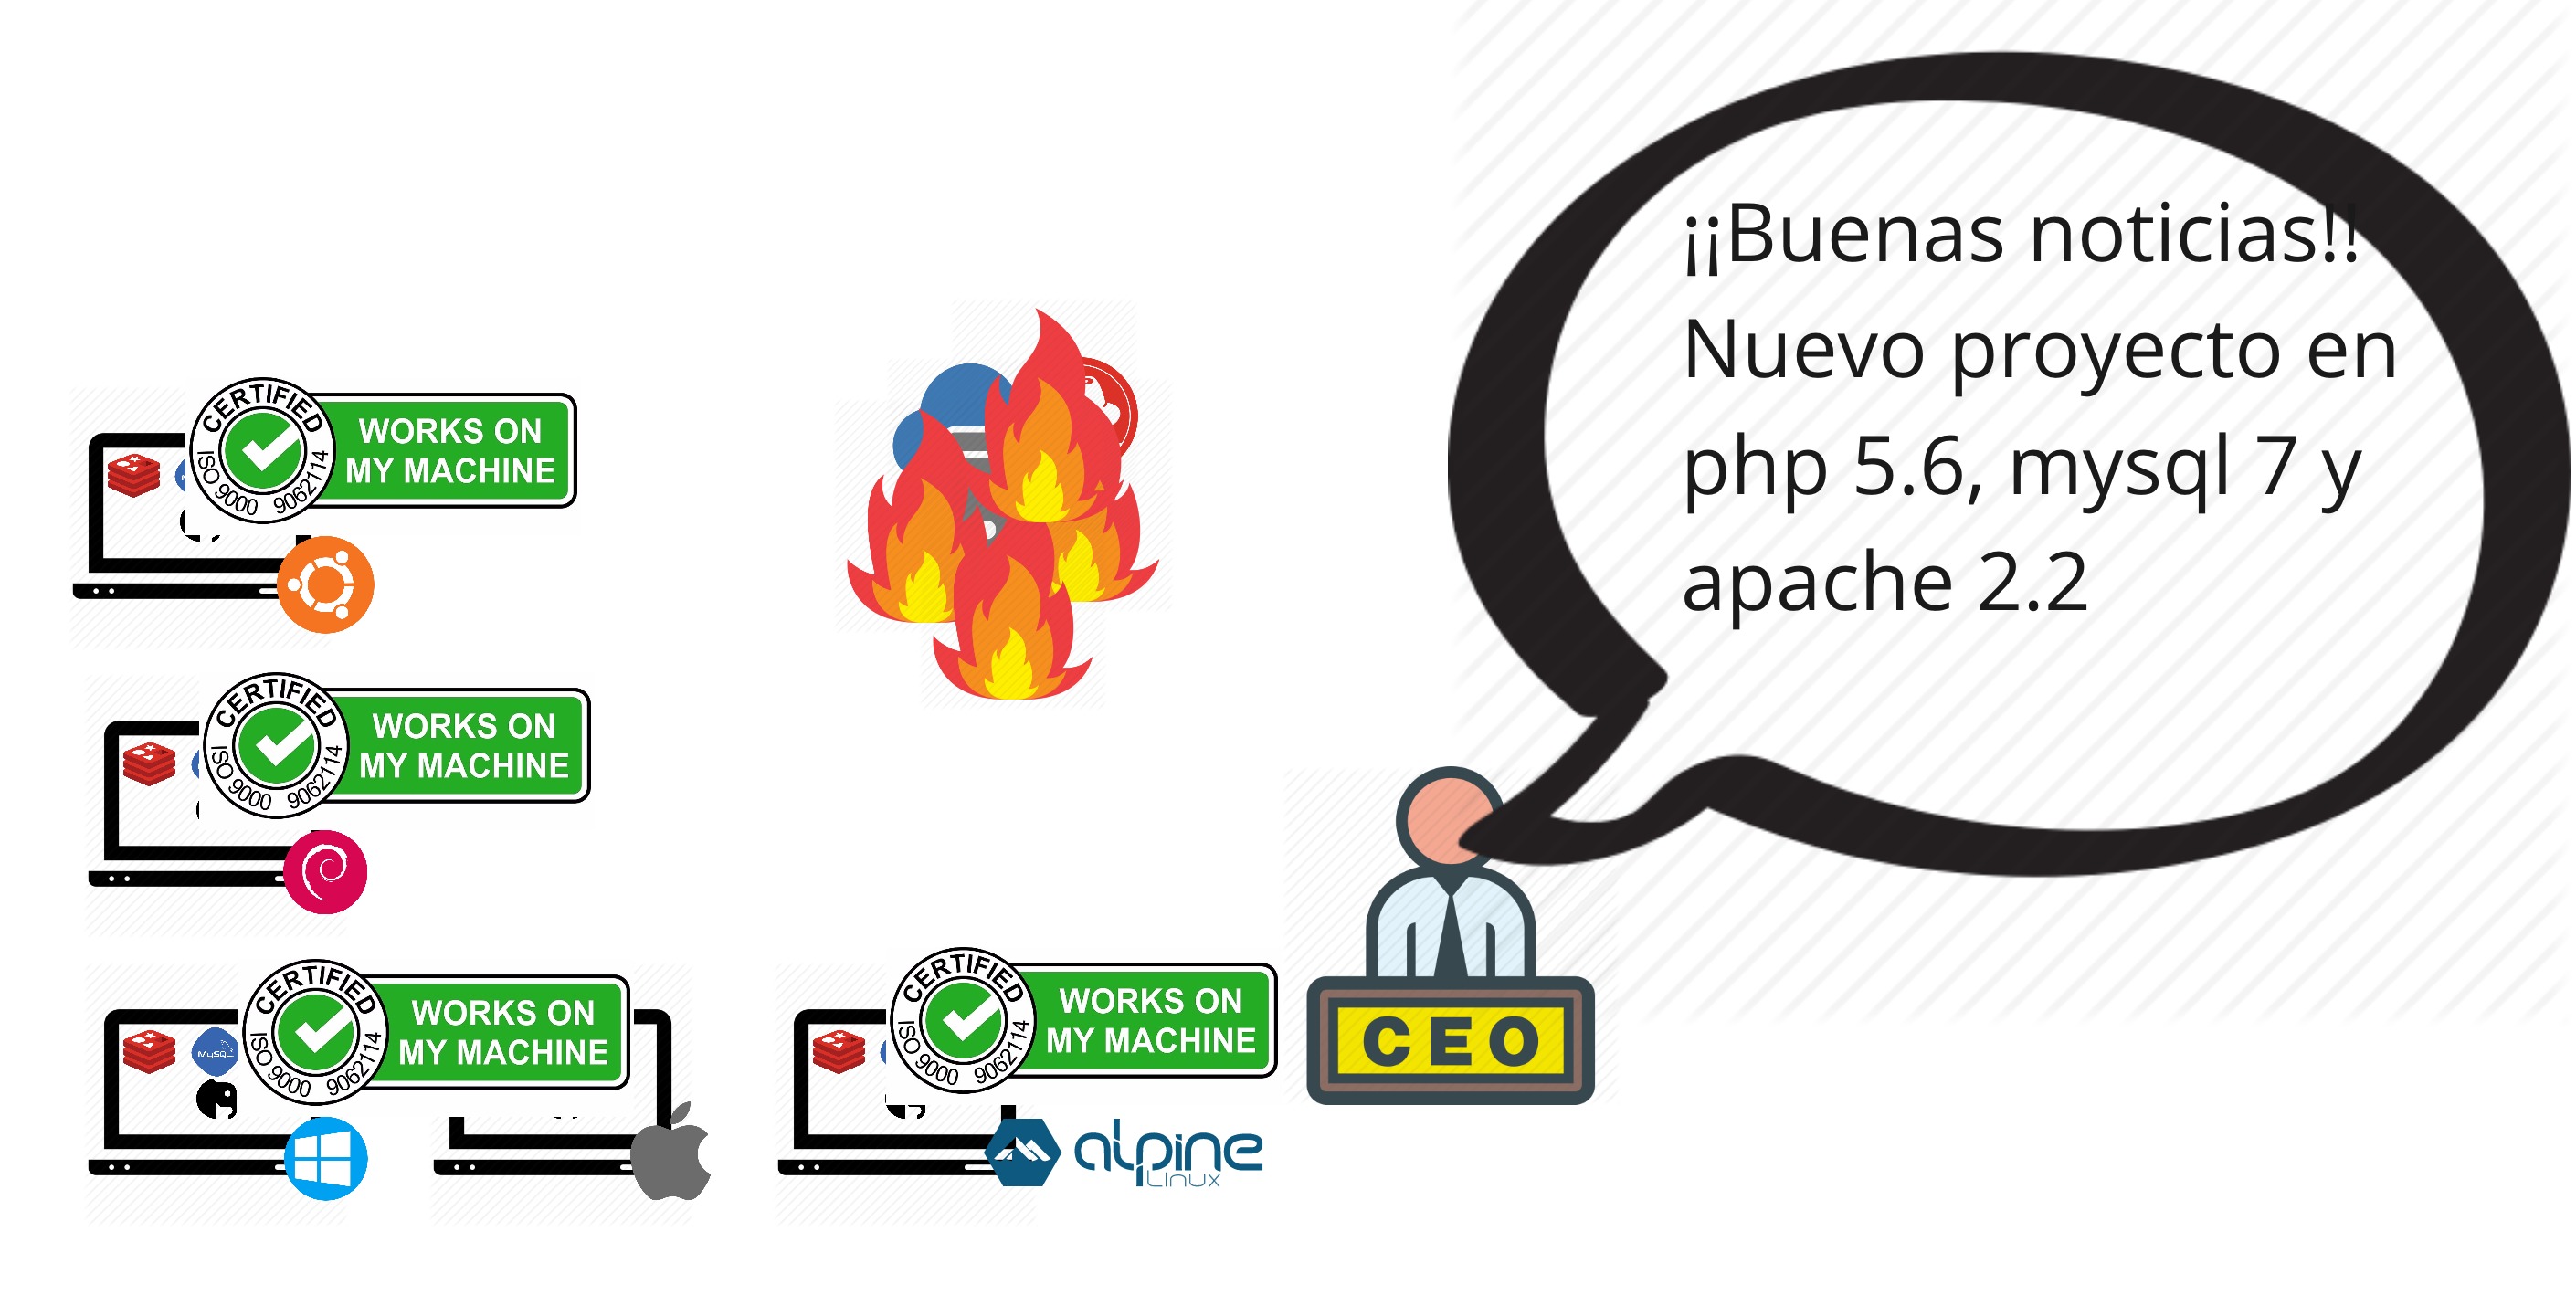 ¡¡Buenas noticias!!
Nuevo proyecto en
php 5.6, mysql 7 y
apache 2.2
CERTIFIED
WORKS ON
MY MACHINE
ISO 9000 9062114
CERTIFIED
WORKS ON
MY MACHINE
ISO 9000 9062114
CERTIFIED
WORKS ON
MY MACHINE
ISO 9000 9062114
MySQL
CERTIFIED
WORKS ON
MY MACHINE
ISO 9000 9062114
CEO
alpine
Linux